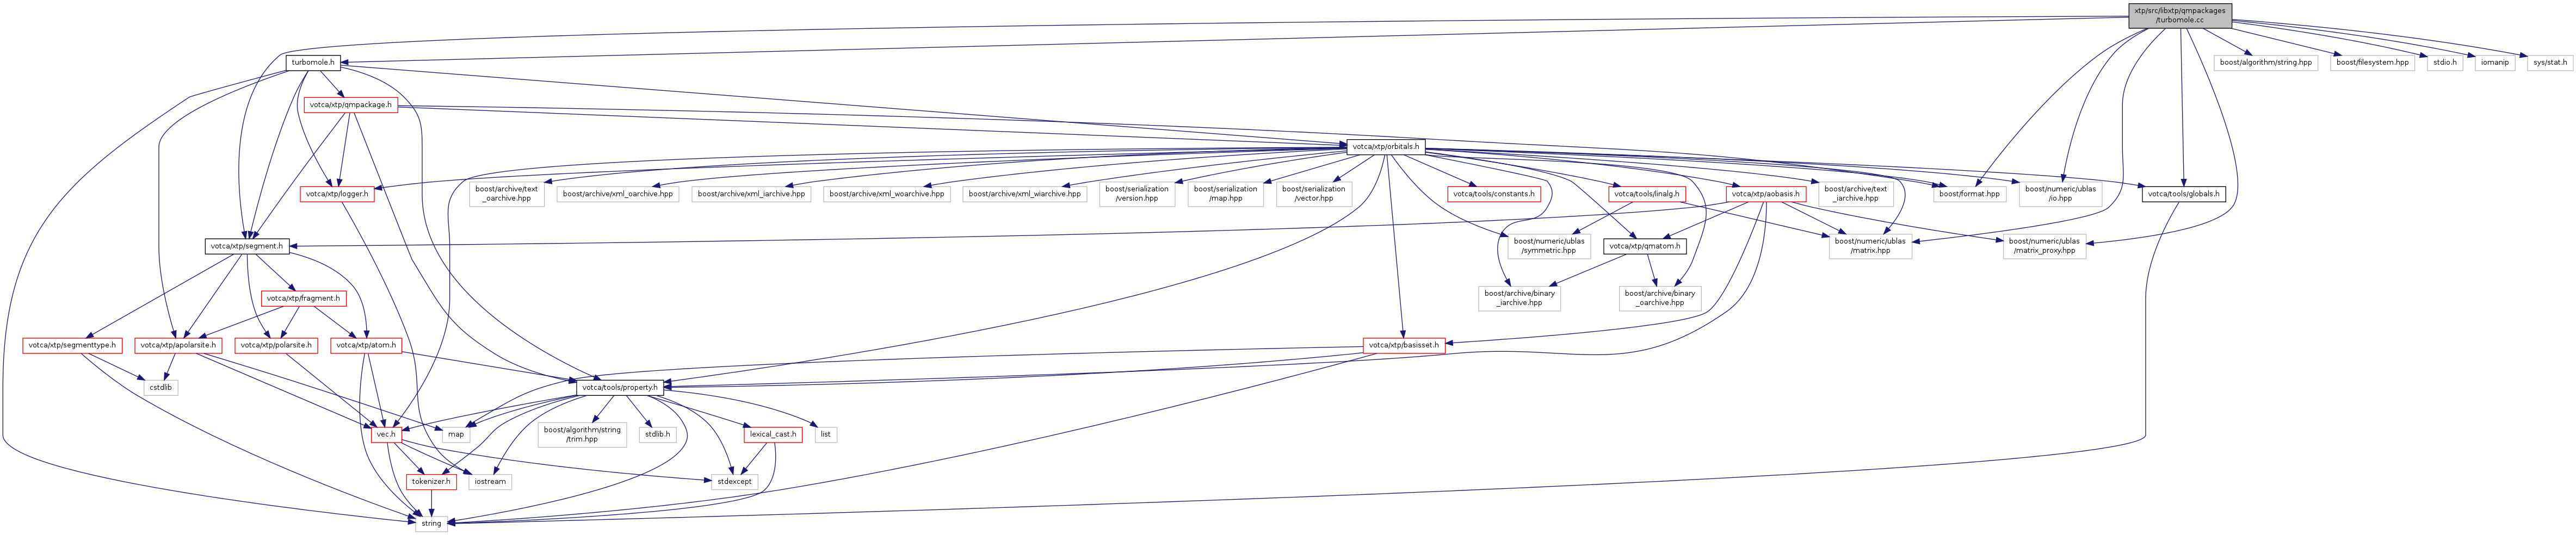 xtp/src/libxtp/qmpackages
/turbomole.cc
turbomole.h
boost/algorithm/string.hpp
boost/filesystem.hpp
stdio.h
iomanip
sys/stat.h
votca/xtp/qmpackage.h
votca/xtp/orbitals.h
votca/xtp/logger.h
boost/archive/text
_oarchive.hpp
boost/archive/xml_oarchive.hpp
boost/archive/xml_iarchive.hpp
boost/archive/xml_woarchive.hpp
boost/archive/xml_wiarchive.hpp
boost/serialization
/version.hpp
boost/serialization
/map.hpp
boost/serialization
/vector.hpp
votca/tools/constants.h
votca/tools/linalg.h
votca/xtp/aobasis.h
boost/archive/text
_iarchive.hpp
boost/format.hpp
boost/numeric/ublas
/io.hpp
votca/tools/globals.h
votca/xtp/segment.h
boost/numeric/ublas
/symmetric.hpp
votca/xtp/qmatom.h
boost/numeric/ublas
/matrix.hpp
boost/numeric/ublas
/matrix_proxy.hpp
votca/xtp/fragment.h
boost/archive/binary
_iarchive.hpp
boost/archive/binary
_oarchive.hpp
votca/xtp/segmenttype.h
votca/xtp/apolarsite.h
votca/xtp/polarsite.h
votca/xtp/atom.h
votca/xtp/basisset.h
cstdlib
votca/tools/property.h
vec.h
map
boost/algorithm/string
/trim.hpp
stdlib.h
lexical_cast.h
list
tokenizer.h
iostream
stdexcept
string